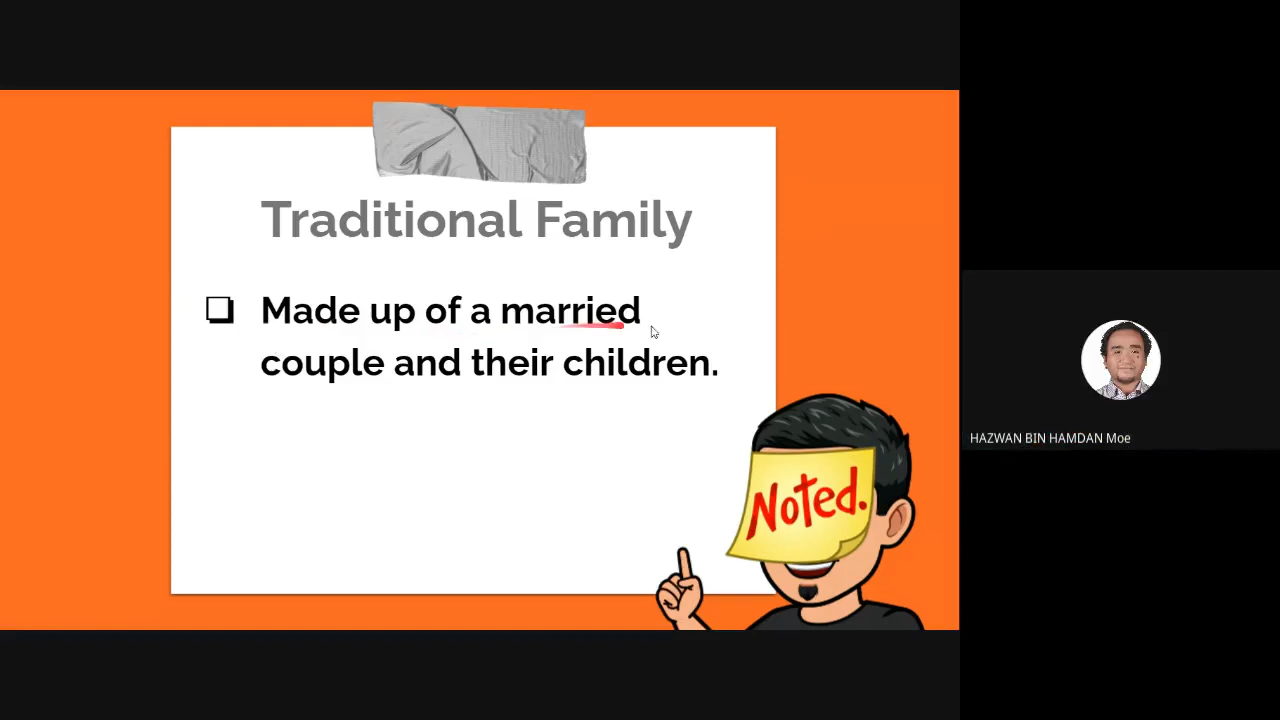 Traditional Family
❑ Made up of a married
couple and their children.
Noted.
HAZWAN BIN HAMDAN Moe